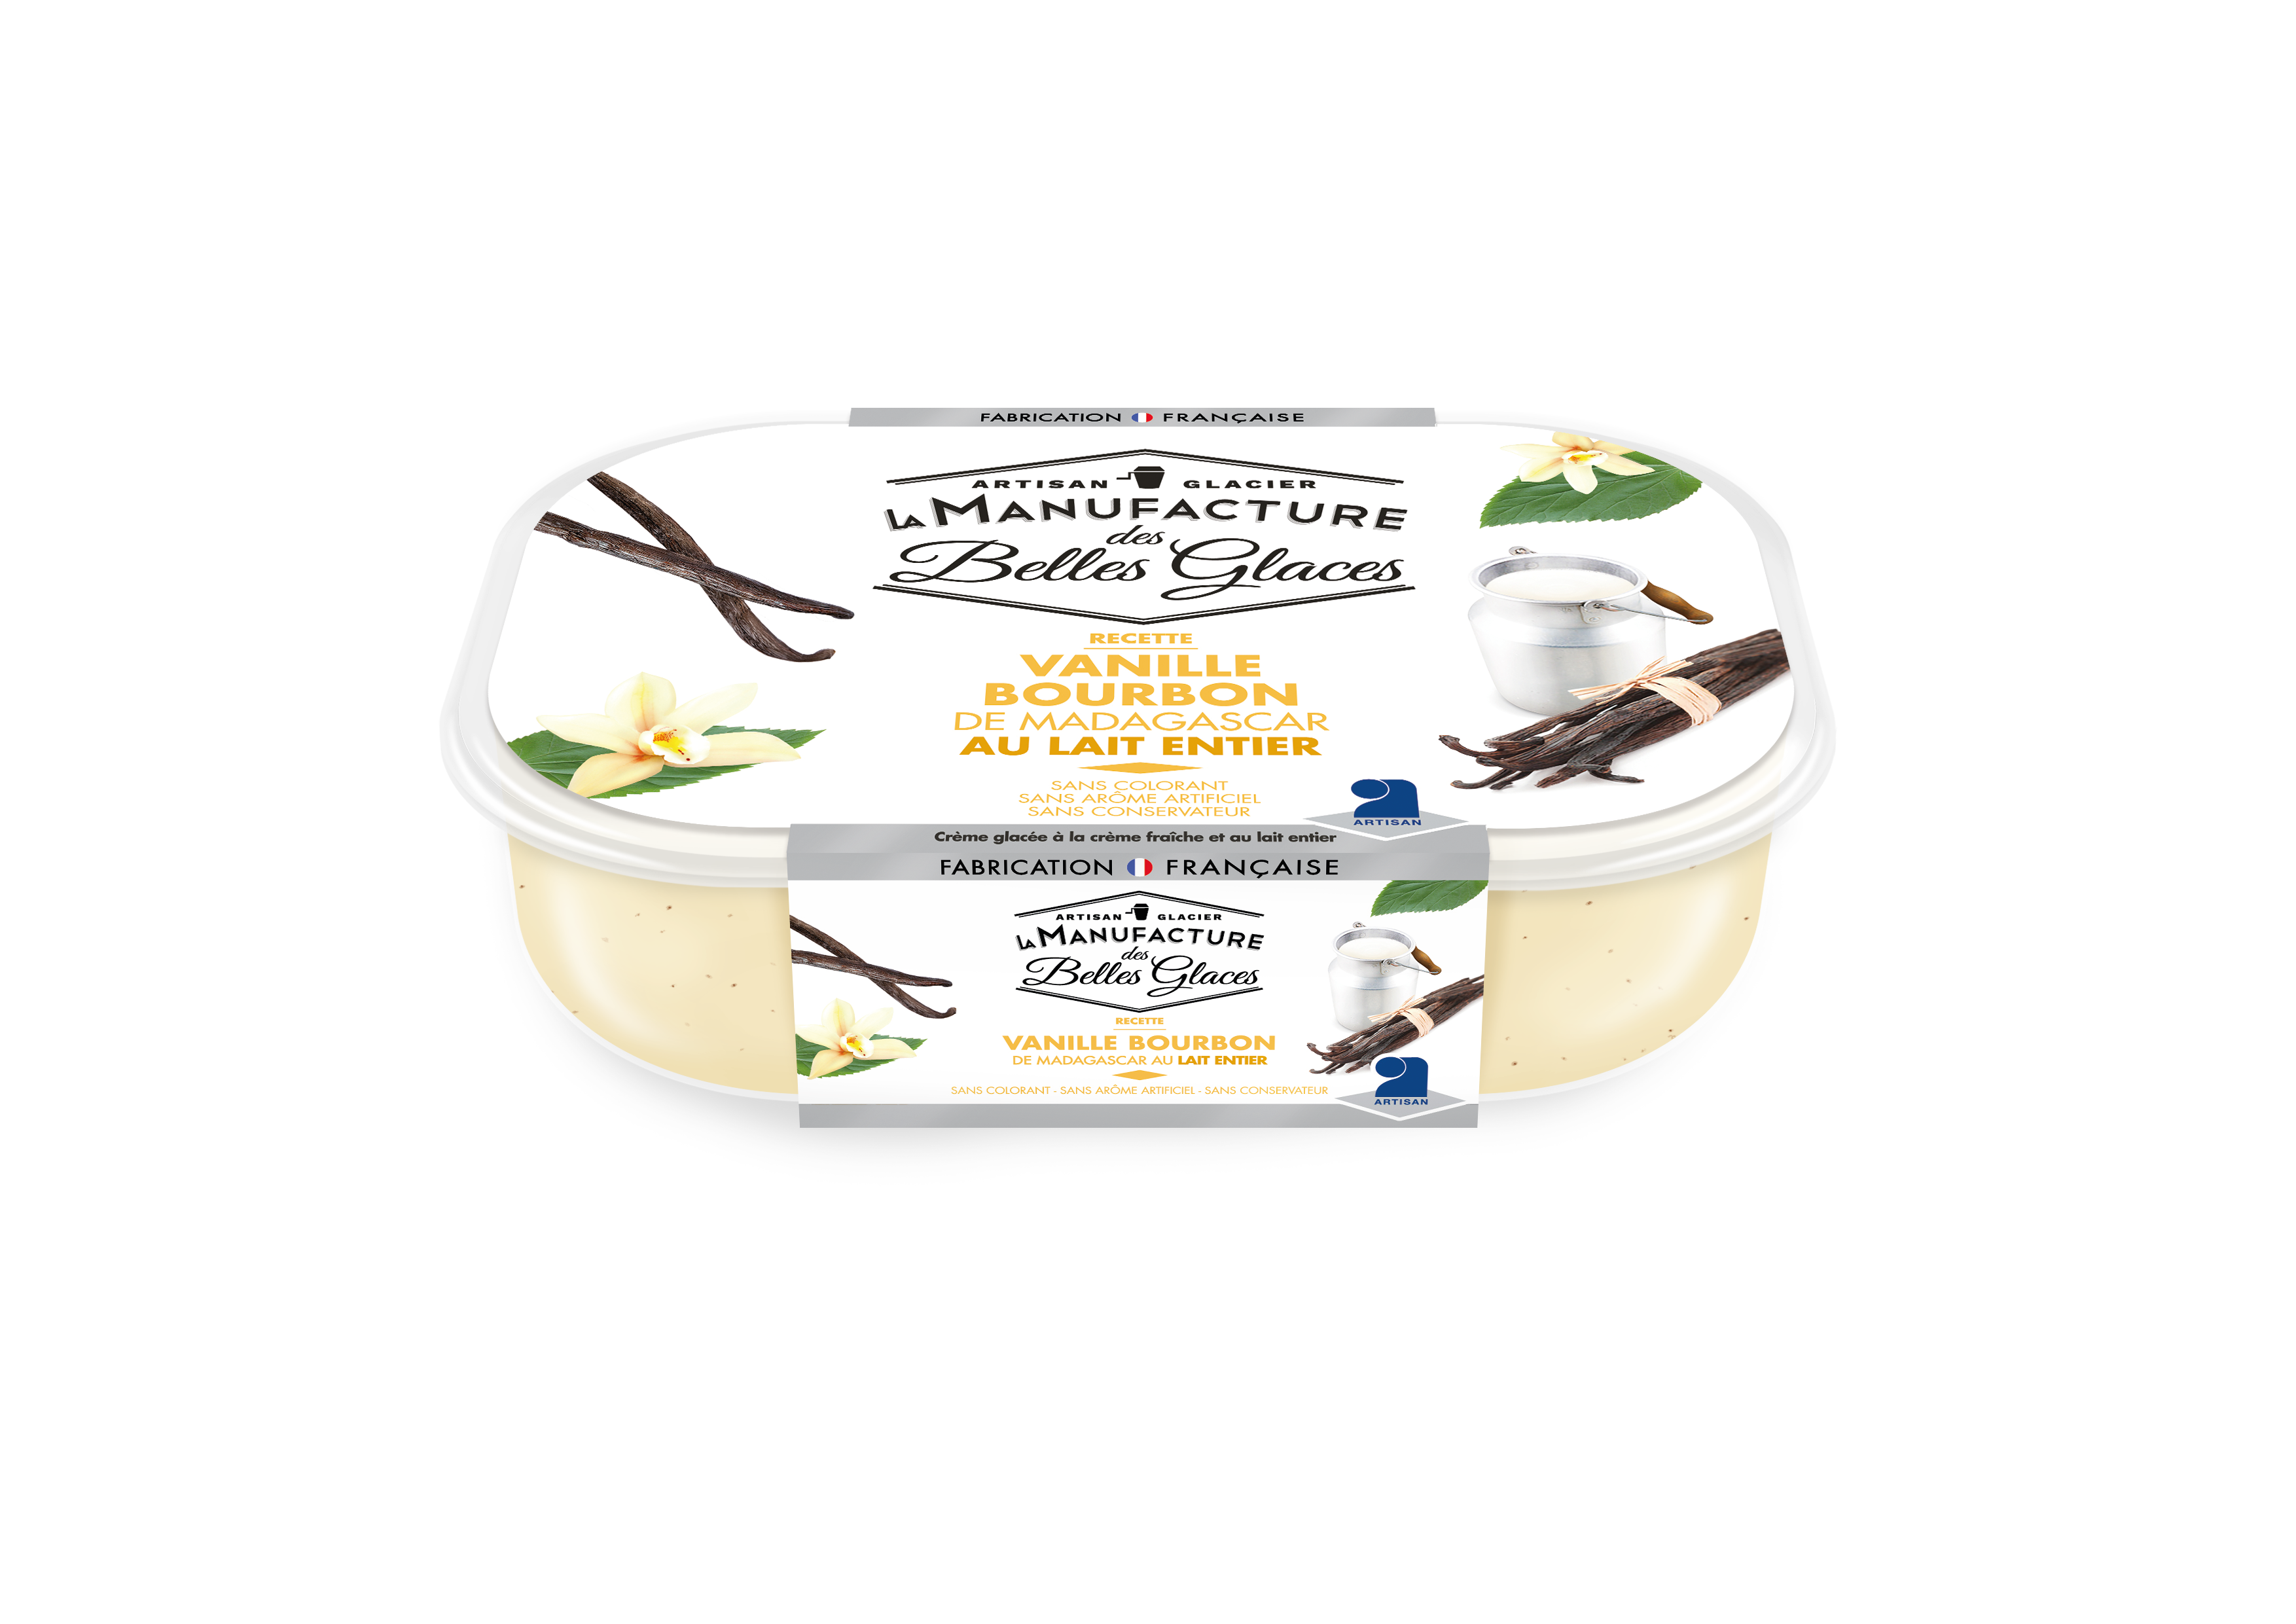 FABRICATION FRANÇAISE
ARTISAN GLACIER
LA MANUFACTURE
des
Belles Glaces
RECETTE
VANILLE
BOURBON
DE MADAGASCAR
AU LAIT ENTIER
SANS COLORANT
SANS ARÔME ARTIFICIEL
SANS CONSERVATEUR
ARTISAN
Crème glacée à la crème fraîche et au lait entier
FABRICATION FRANÇAISE
ARTISAN GLACIER
LA MANUFACTURE
des
Belles Glaces
RECETTE
VANILLE BOURBON
DE MADAGASCAR AU LAIT ENTIER
SANS COLORANT - SANS ARÔME ARTIFICIEL - SANS CONSERVATEUR
ARTISAN